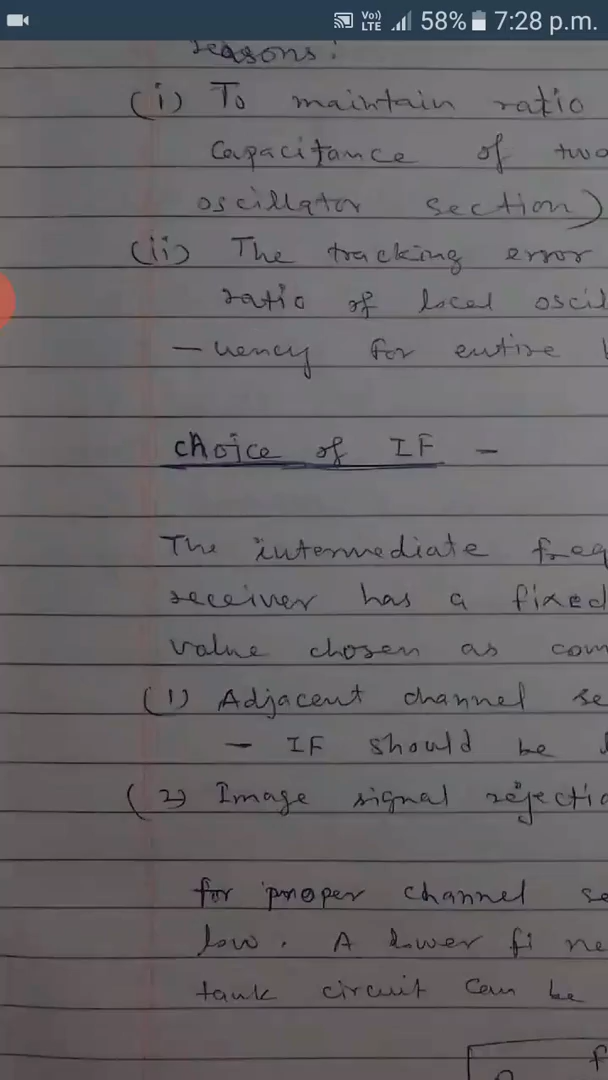 Vo))
LTE 58% 7:28 p.m.
reasons:
(i) To maintain ratio
Capacitance of two
oscillator section)
(ii) The tracking error
ratio of local oscil
-uency for entire
choice of IF -
The intermediate freq
receiver has a fixed
value chosen as com
(1) Adjacent channel se
- IF should be
(2) Image signal rejectio
for proper channel se
low. A lower fi ne
tank circuit can be